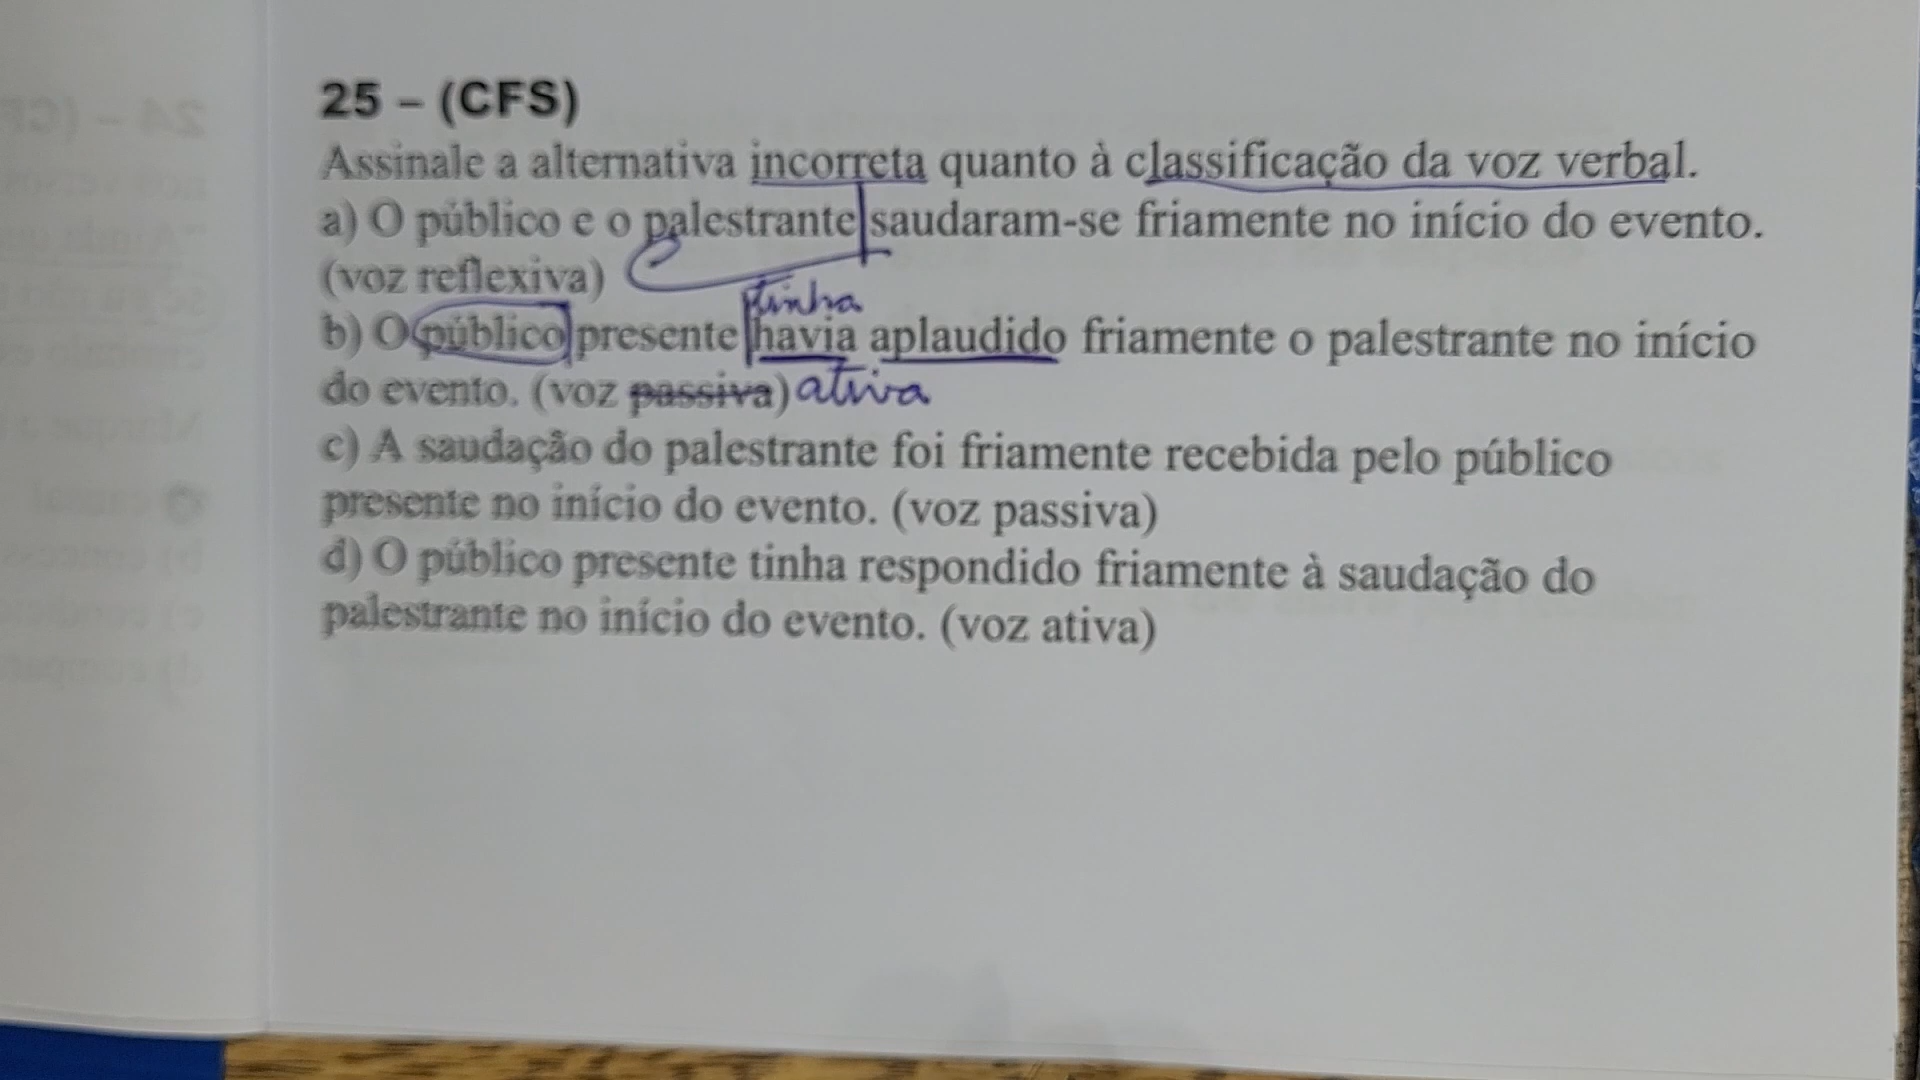 25 – (CFS)
Assinale a alternativa incorreta quanto à classificação da voz verbal.
a) O público e o palestrante saudaram-se friamente no início do evento.
(voz reflexiva)
tinha
b) O público presente havia aplaudido friamente o palestrante no início
do evento. (voz passiva) ativa
c) A saudação do palestrante foi friamente recebida pelo público
presente no início do evento. (voz passiva)
d) O público presente tinha respondido friamente à saudação do
palestrante no início do evento. (voz ativa)